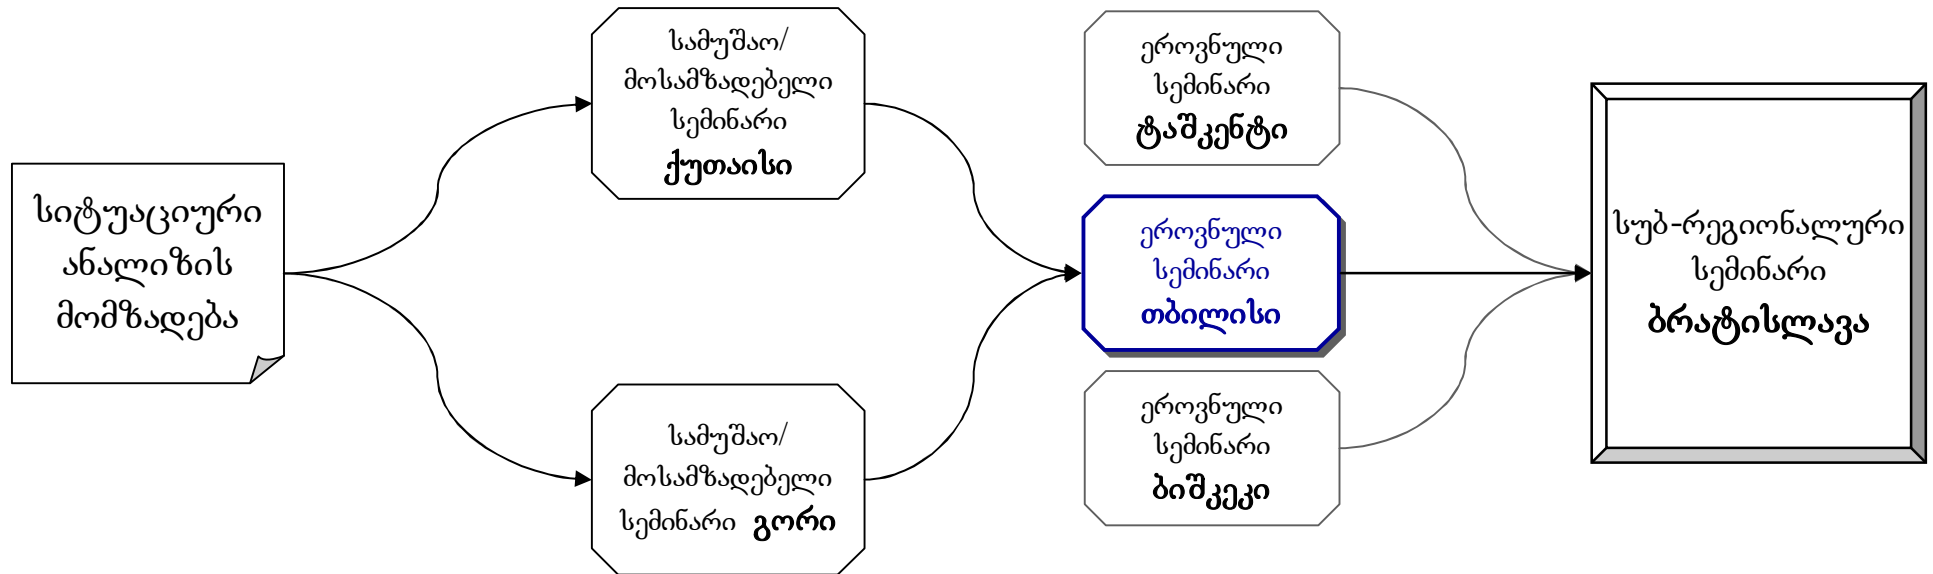 სიტუაციური
ანალიზის
მომზადება
სამუშაო/
მოსამზადებელი
სემინარი
ქუთაისი
სამუშაო/
მოსამზადებელი
სემინარი გორი
ეროვნული
სემინარი
ტაშკენტი
ეროვნული
სემინარი
თბილისი
ეროვნული
სემინარი
ბიშკეკი
სუბ-რეგიონალური
სემინარი
ბრატისლავა